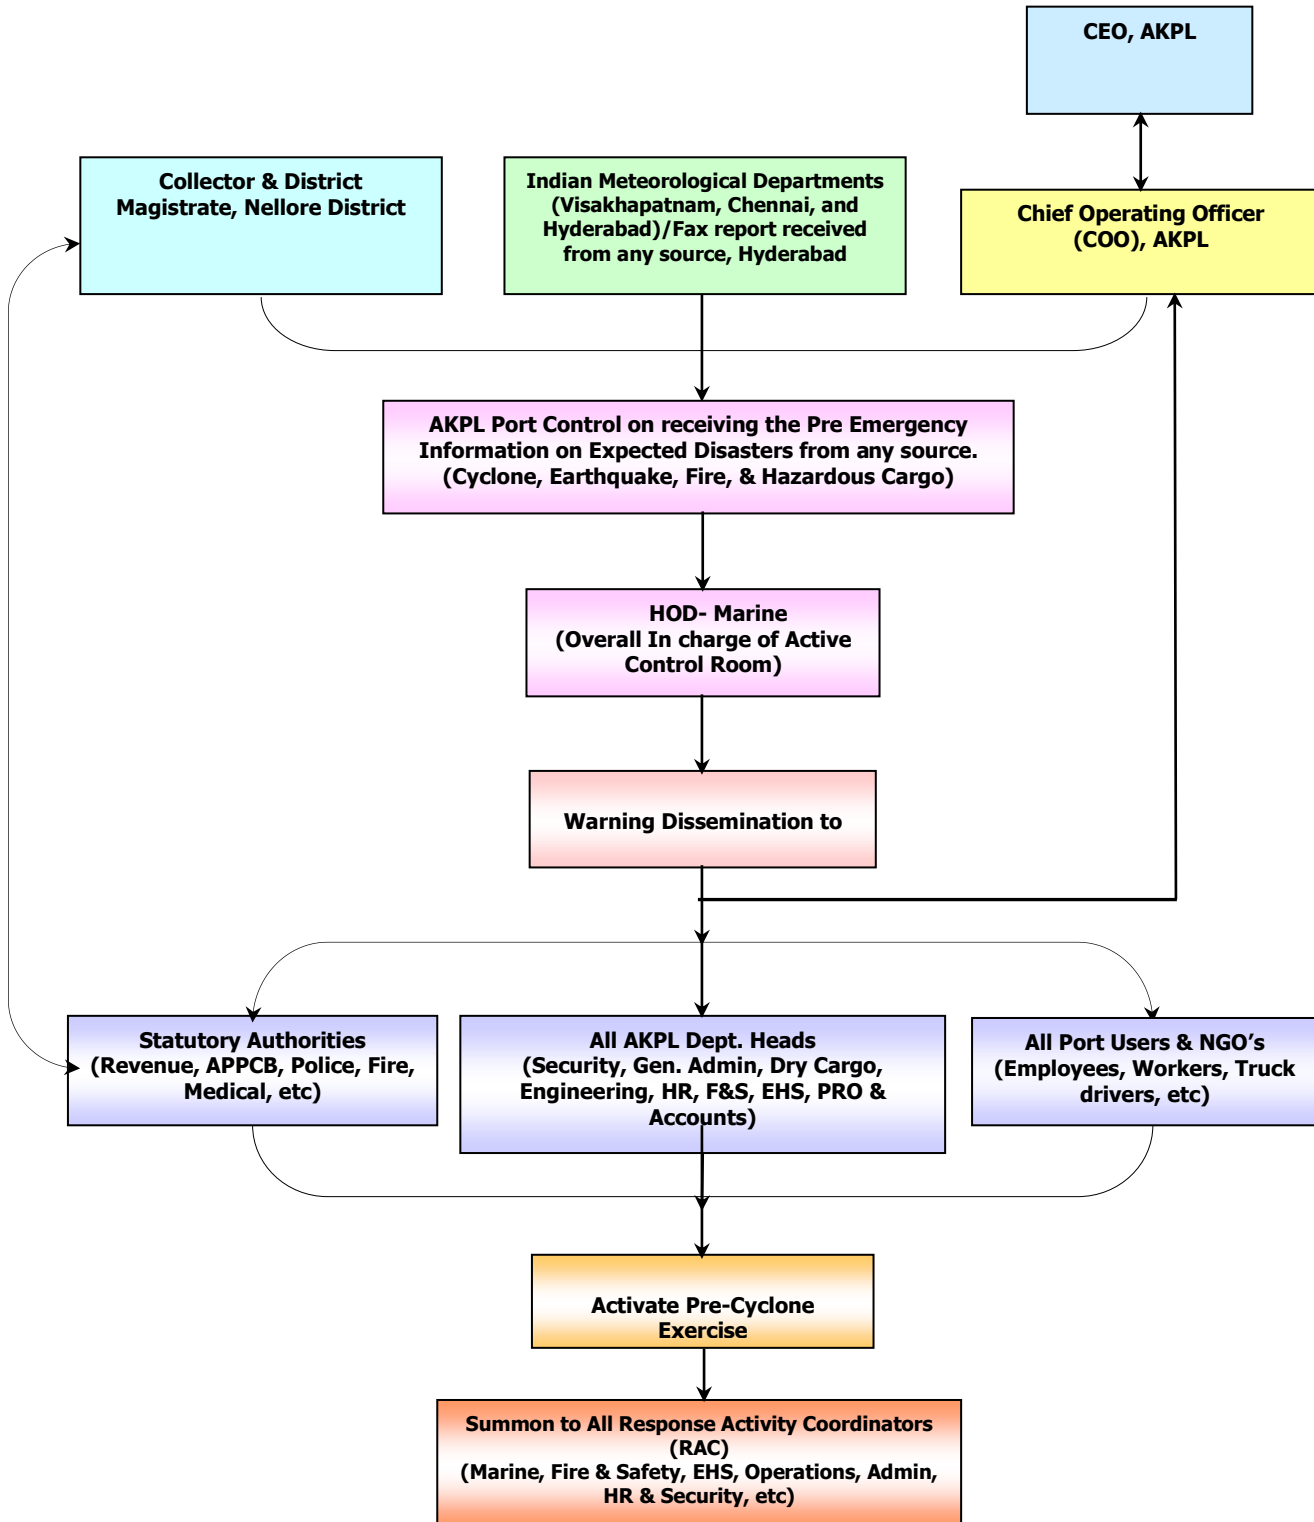 CEO, AKPL
Collector & District
Magistrate, Nellore District
Indian Meteorological Departments
(Visakhapatnam, Chennai, and
Hyderabad)/Fax report received
from any source, Hyderabad
Chief Operating Officer
(COO), AKPL
AKPL Port Control on receiving the Pre Emergency
Information on Expected Disasters from any source.
(Cyclone, Earthquake, Fire, & Hazardous Cargo)
HOD- Marine
(Overall In charge of Active
Control Room)
Warning Dissemination to
Statutory Authorities
(Revenue, APPCB, Police, Fire,
Medical, etc)
All AKPL Dept. Heads
(Security, Gen. Admin, Dry Cargo,
Engineering, HR, F&S, EHS, PRO &
Accounts)
All Port Users & NGO's
(Employees, Workers, Truck
drivers, etc)
Activate Pre-Cyclone
Exercise
Summon to All Response Activity Coordinators
(RAC)
(Marine, Fire & Safety, EHS, Operations, Admin,
HR & Security, etc)